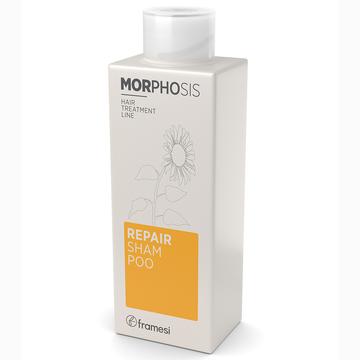 MORPHOSIS
HAIR
TREATMENT
LINE
REPAIR
SHAM
POO
framesi